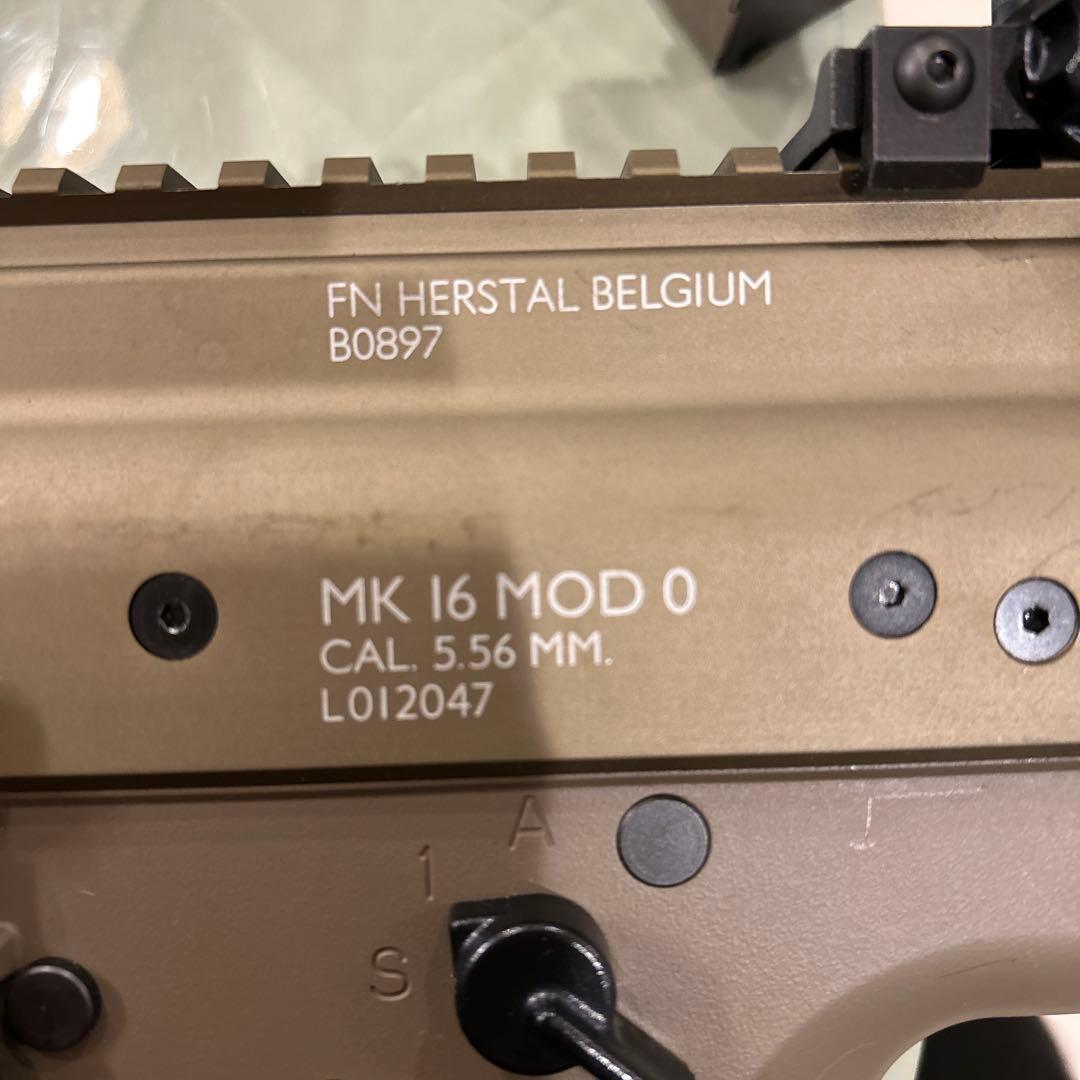 FN HERSTAL BELGIUM
B0897
MK 16 MOD 0
CAL. 5.56 MM.
L012047
A
1
S